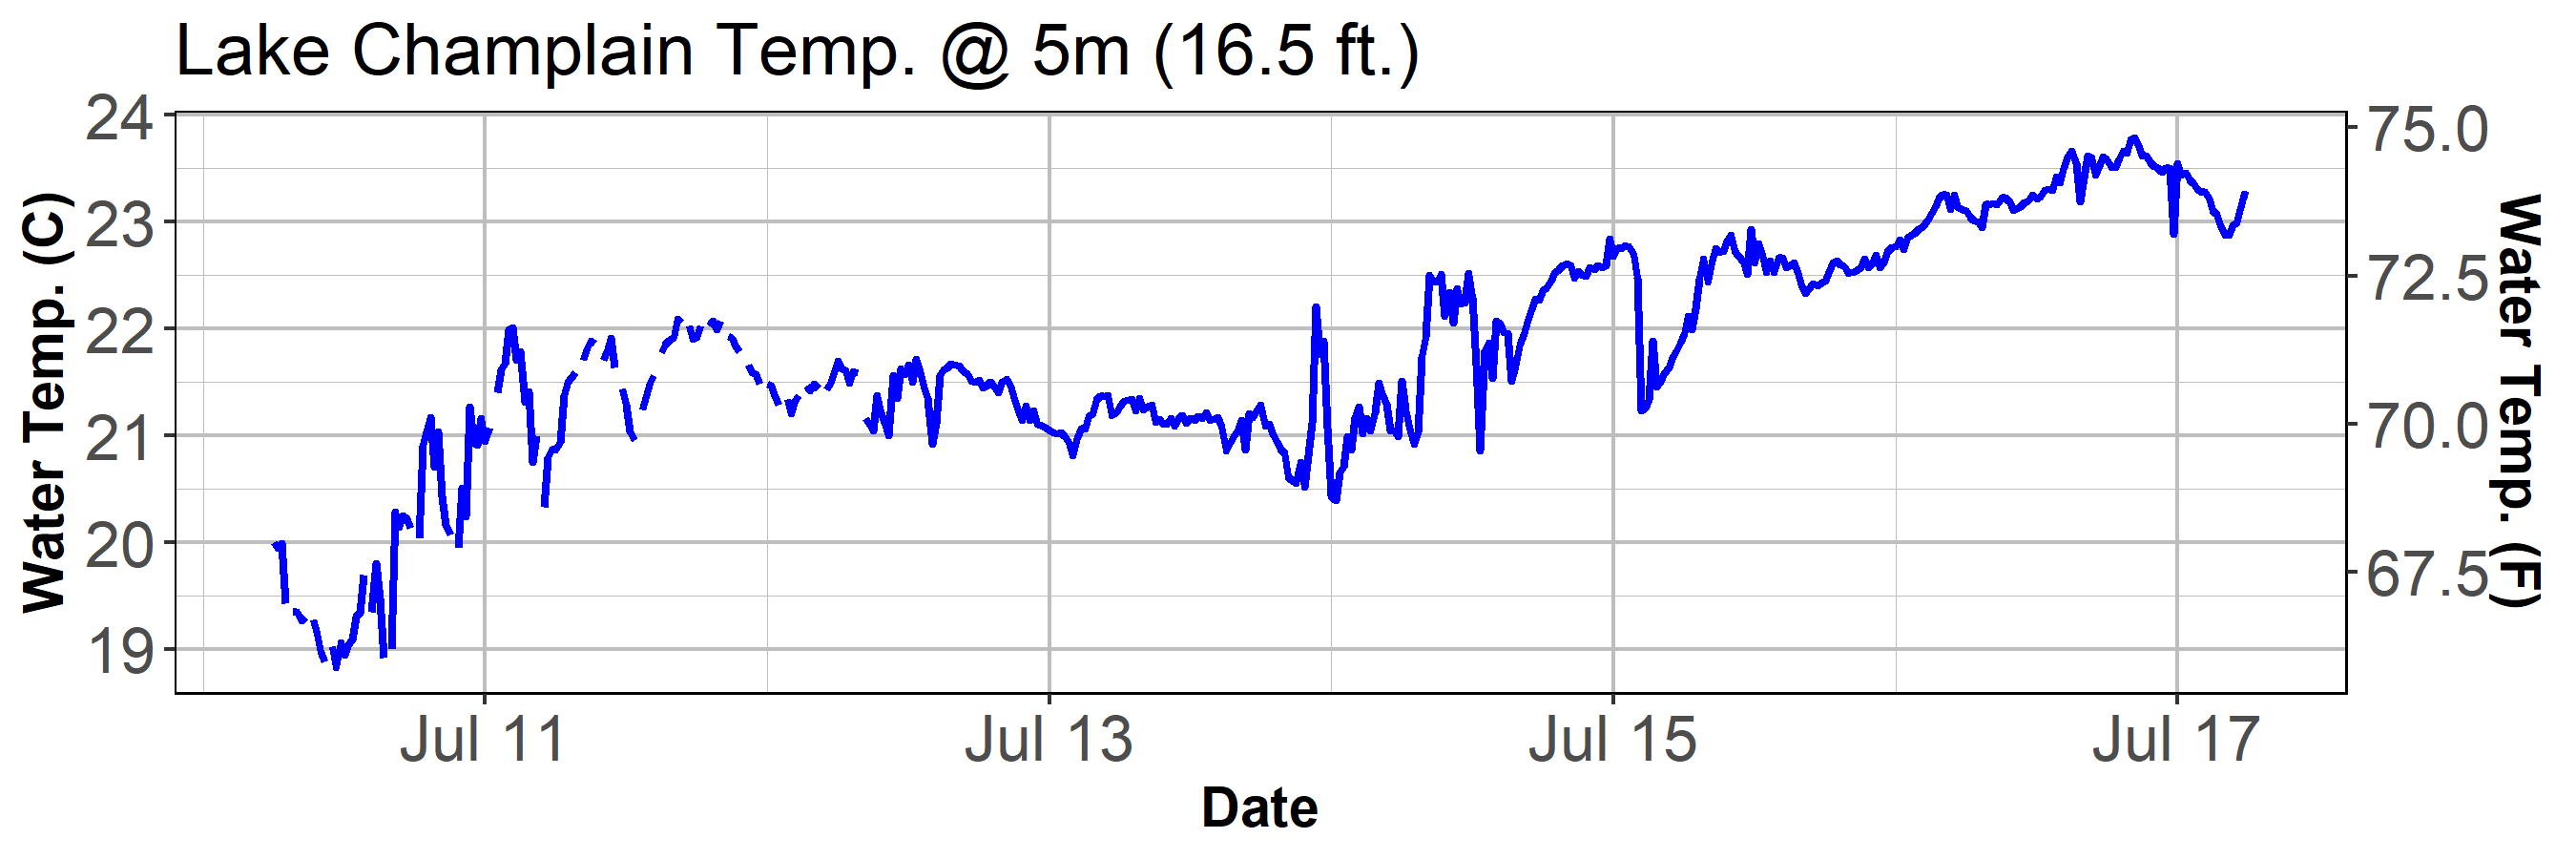 Lake Champlain Temp. @ 5m (16.5 ft.)
Water Temp. (C)
24
23
22
21
20
19
75.0
72.5
70.0
67.5
Water Temp. (F)
Jul 11
Jul 13
Jul 15
Jul 17
Date